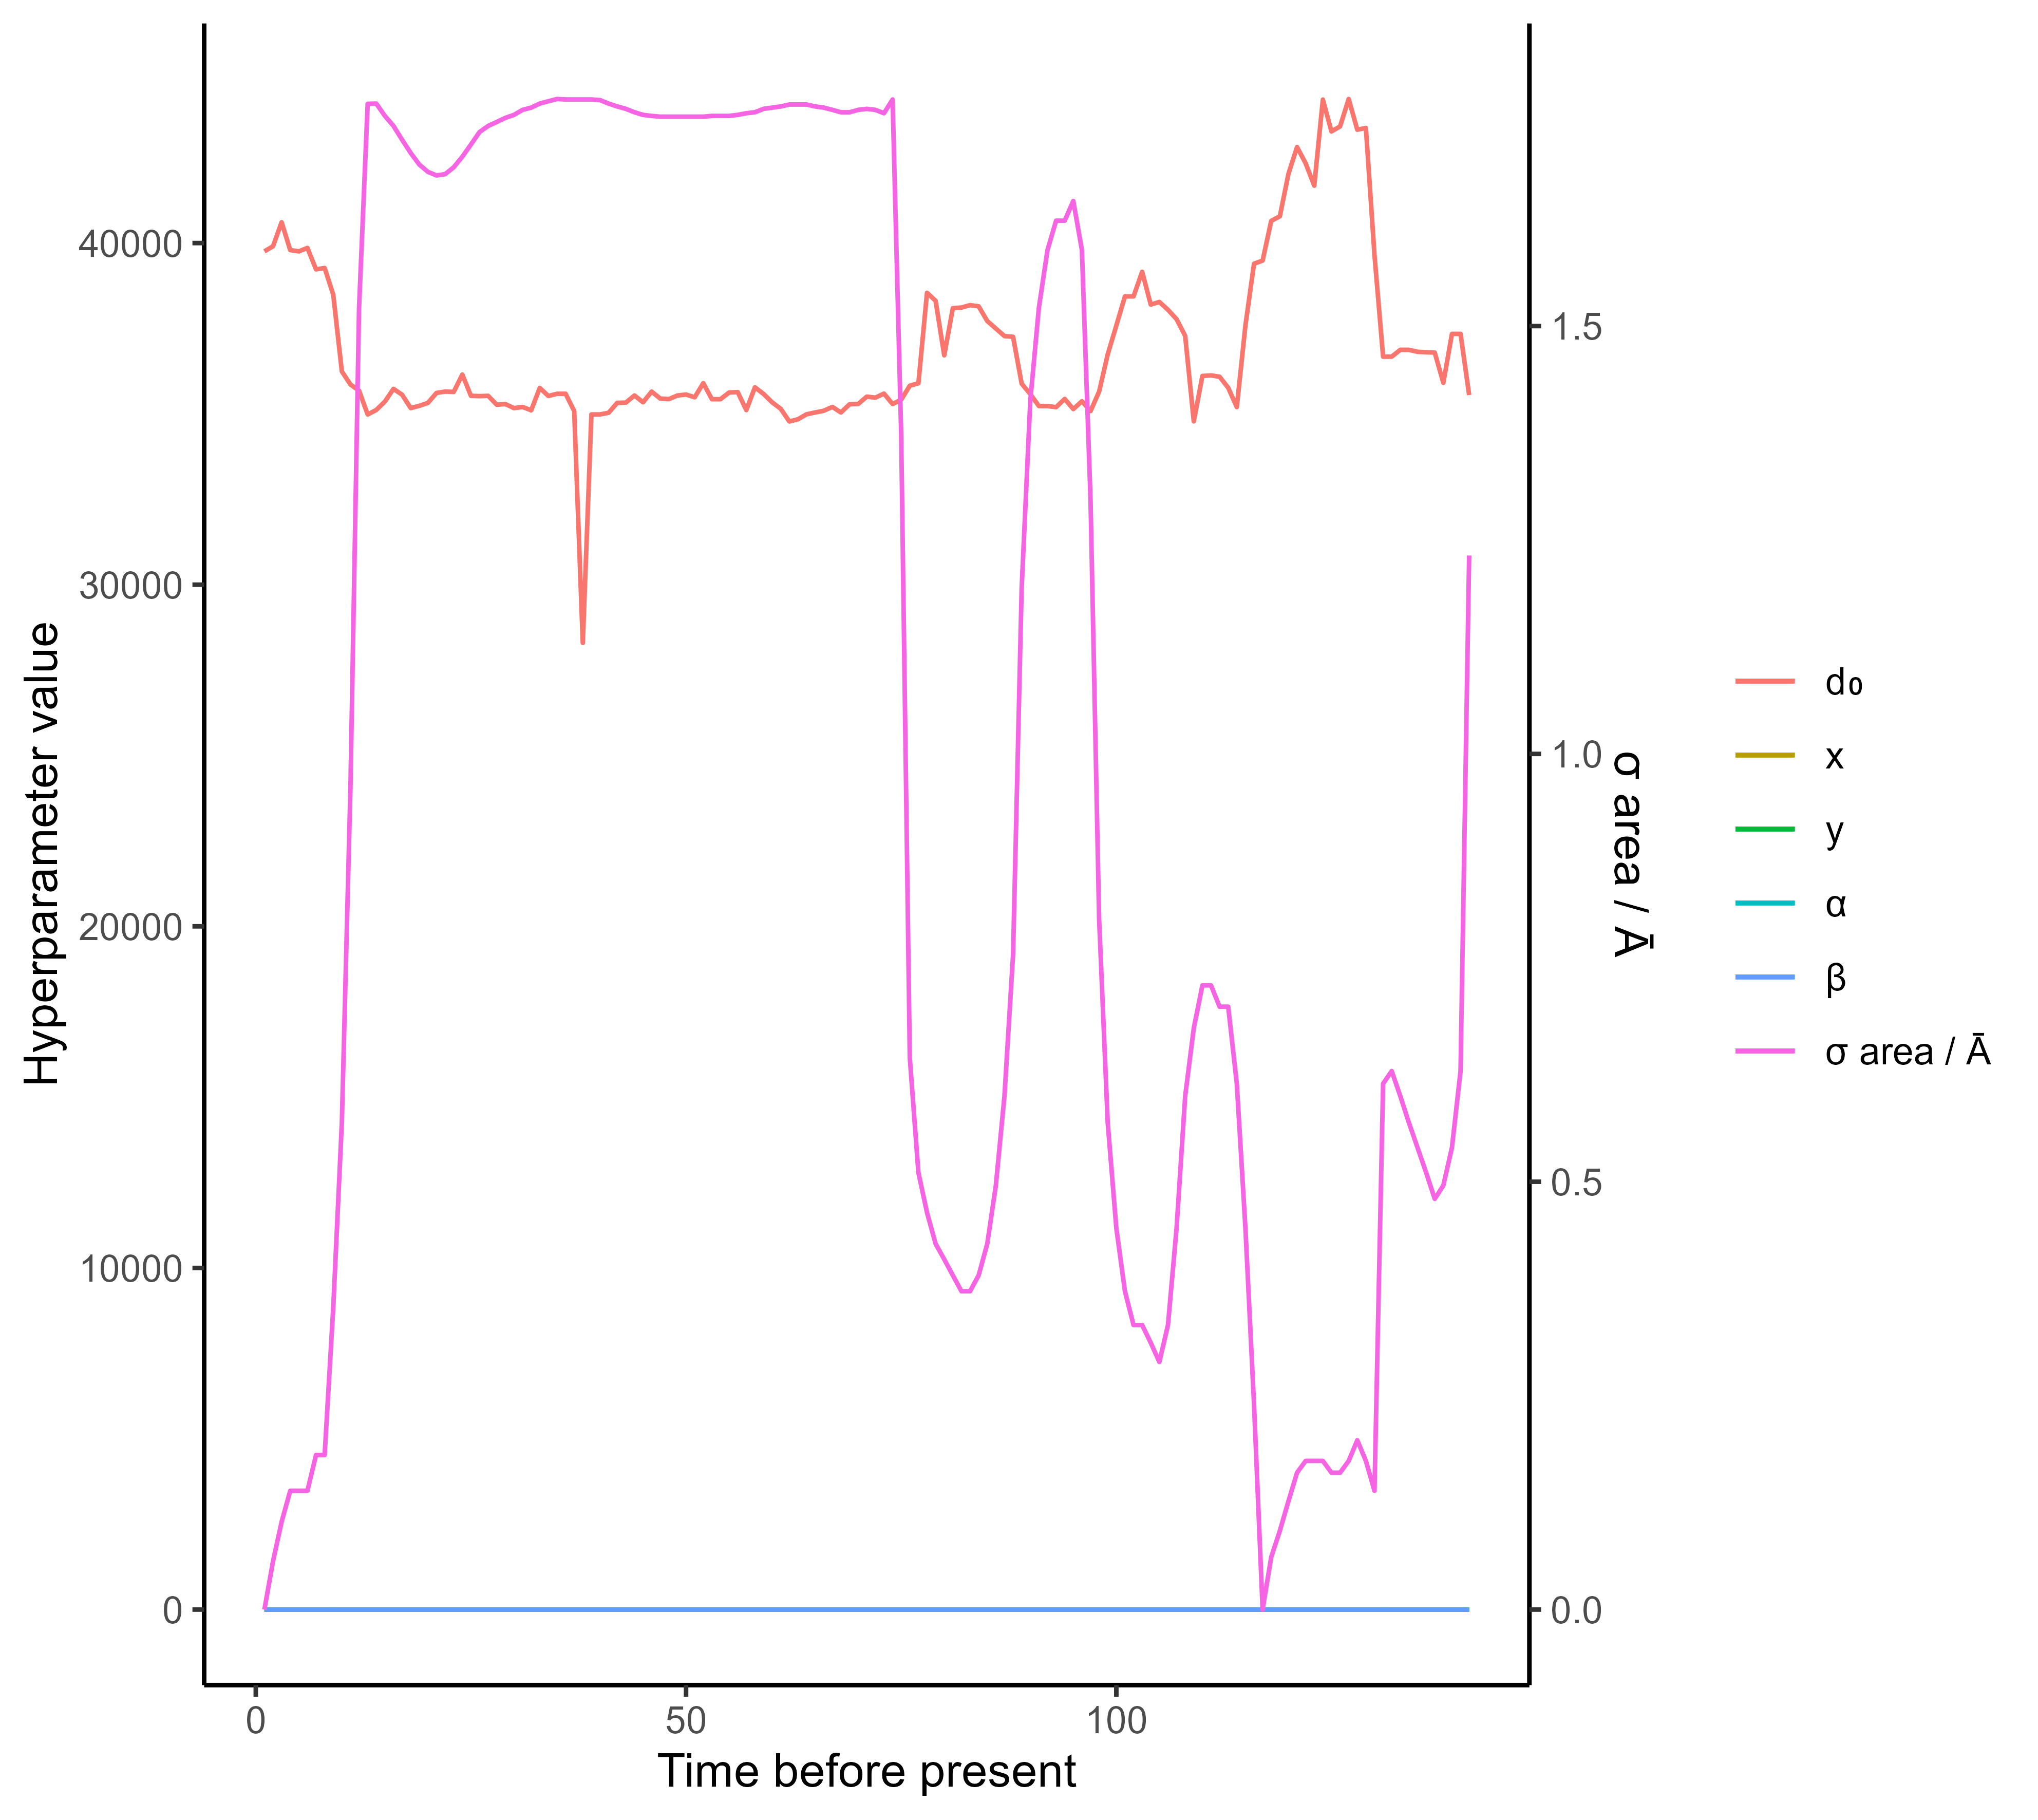 Hyperparameter value
40000
30000
20000
10000
0
0
50
100
Time before present
1.5
1.0
0.5
0.0
σ area / Ā
d₀
x
y
α
β
σ area / Ā